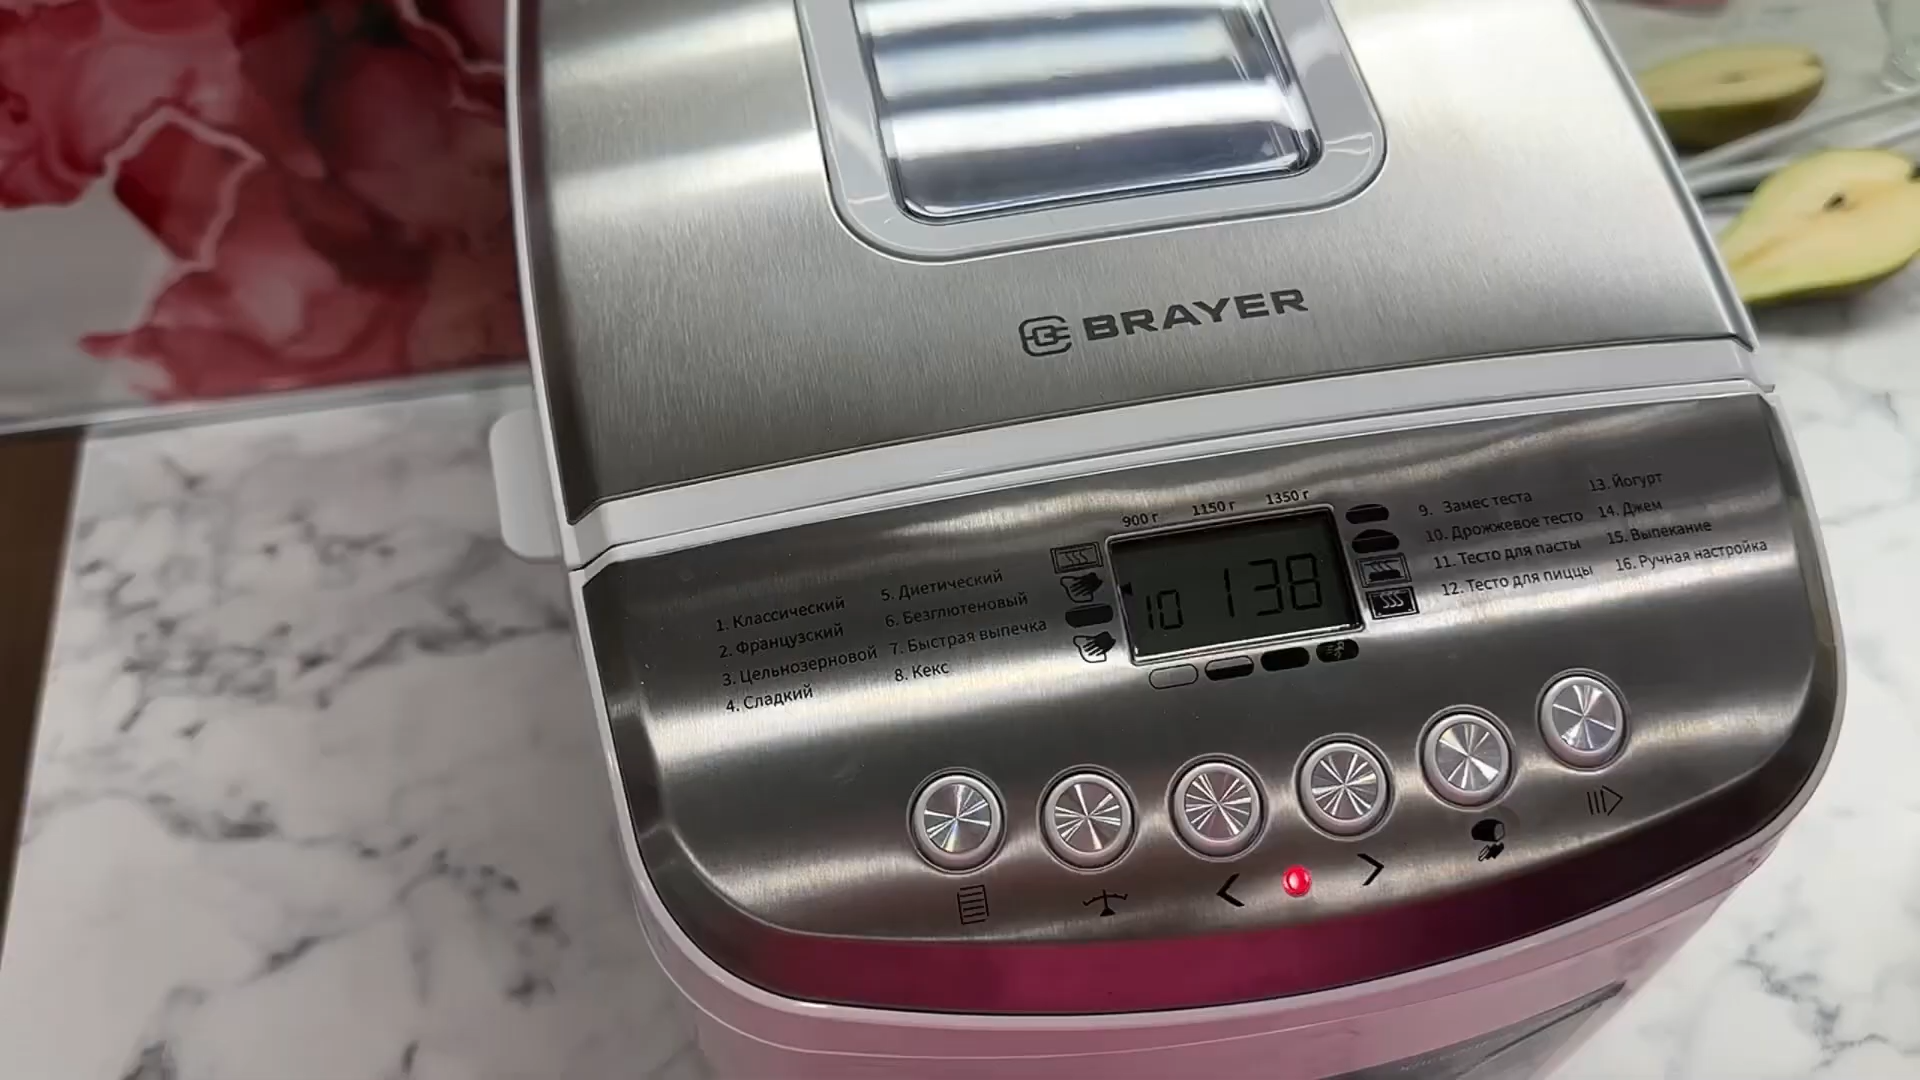 BRAYER
900 г 1150 г 1350 г
10 138
1. Классический
2. Французский
3. Цельнозерновой
4. Сладкий
5. Диетический
6. Безглютеновый
7. Быстрая выпечка
8. Кекс
9. Замес теста
10. Дрожжевое тесто
11. Тесто для пасты
12. Тесто для пиццы
13. Йогурт
14. Джем
15. Выпекание
16. Ручная настройка